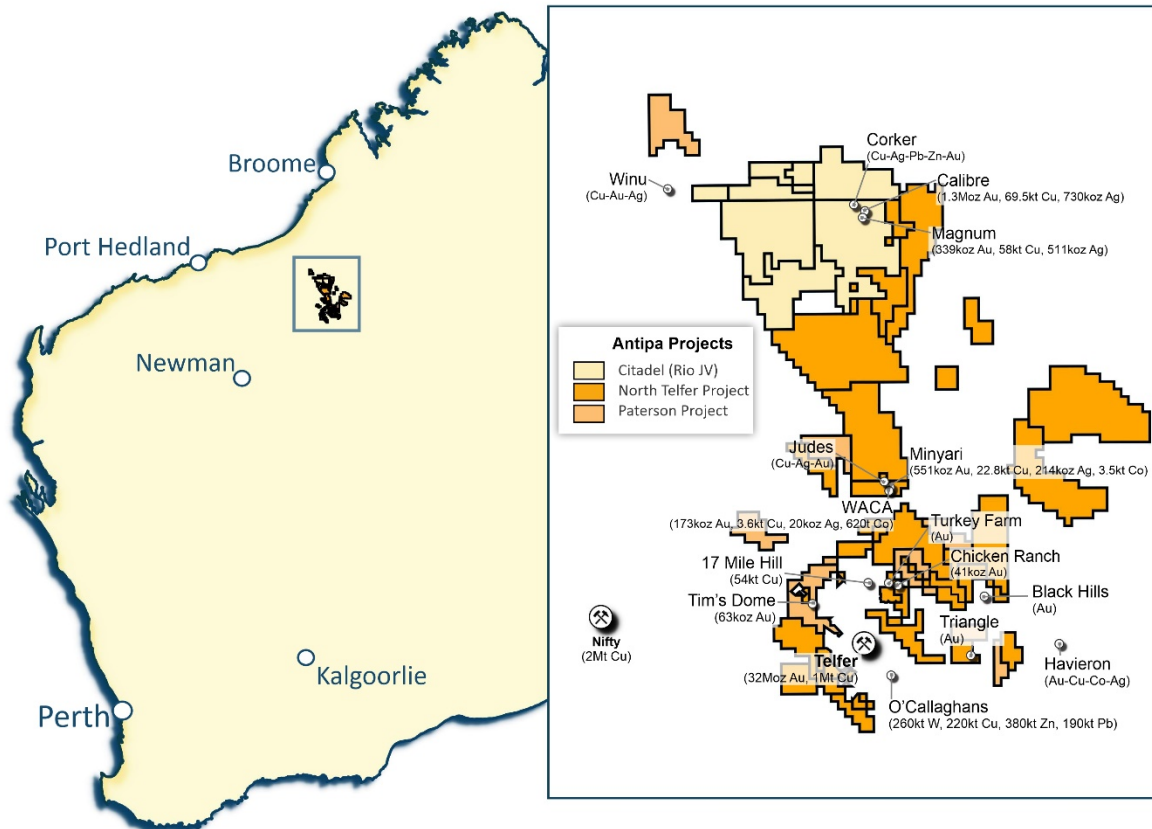 Broome
Port Hedland
Newman
Kalgoorlie
Perth
Corker
(Cu-Ag-Pb-Zn-Au)
Winu
(Cu-Au-Ag)
Calibre
(1.3Moz Au, 69.5kt Cu, 730koz Ag)
Magnum
(339koz Au, 58kt Cu, 511koz Ag)
Antipa Projects
Citadel (Rio JV)
North Telfer Project
Paterson Project
Judes
(Cu-Ag-Au)
Minyari
(551koz Au, 22.8kt Cu, 214koz Ag, 3.5kt Co)
WACA
(173koz Au, 3.6kt Cu, 20koz Ag, 620t Co)
Turkey Farm
(Au)
17 Mile Hill
(54kt Cu)
Chicken Ranch
(41koz Au)
Tim's Dome
(63koz Au)
Black Hills
(Au)
Nifty
(2Mt Cu)
Triangle
(Au)
Telfer
(32Moz Au, 1Mt Cu)
Havieron
(Au-Cu-Co-Ag)
O'Callaghans
(260kt W, 220kt Cu, 380kt Zn, 190kt Pb)